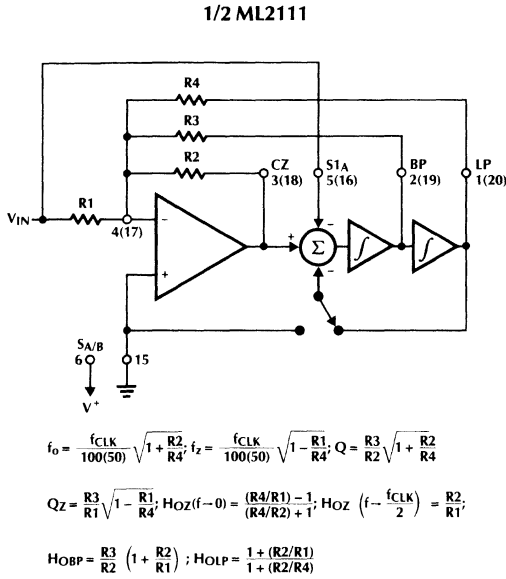 1/2 ML2111
R4
R3
R2
CZ
3(18)
S1A
5(16)
BP
2(19)
LP
1(20)
R1
VIN
4(17)
−
+
+
−
Σ
−
∫
∫
SA/B
6
15
V+
fo = fCLK/100(50) √(1 + R2/R4); fz = fCLK/100(50) √(1 − R1/R4); Q = R3/R2 √(1 + R2/R4)
QZ = R3/R1 √(1 − R1/R4); HOZ(f→0) = (R4/R1) − 1/(R4/R2) + 1; HOZ (f→ fCLK/2) = R2/R1;
HOBP = R3/R2 (1 + R2/R1) ; HOLP = 1 + (R2/R1)/1 + (R2/R4)